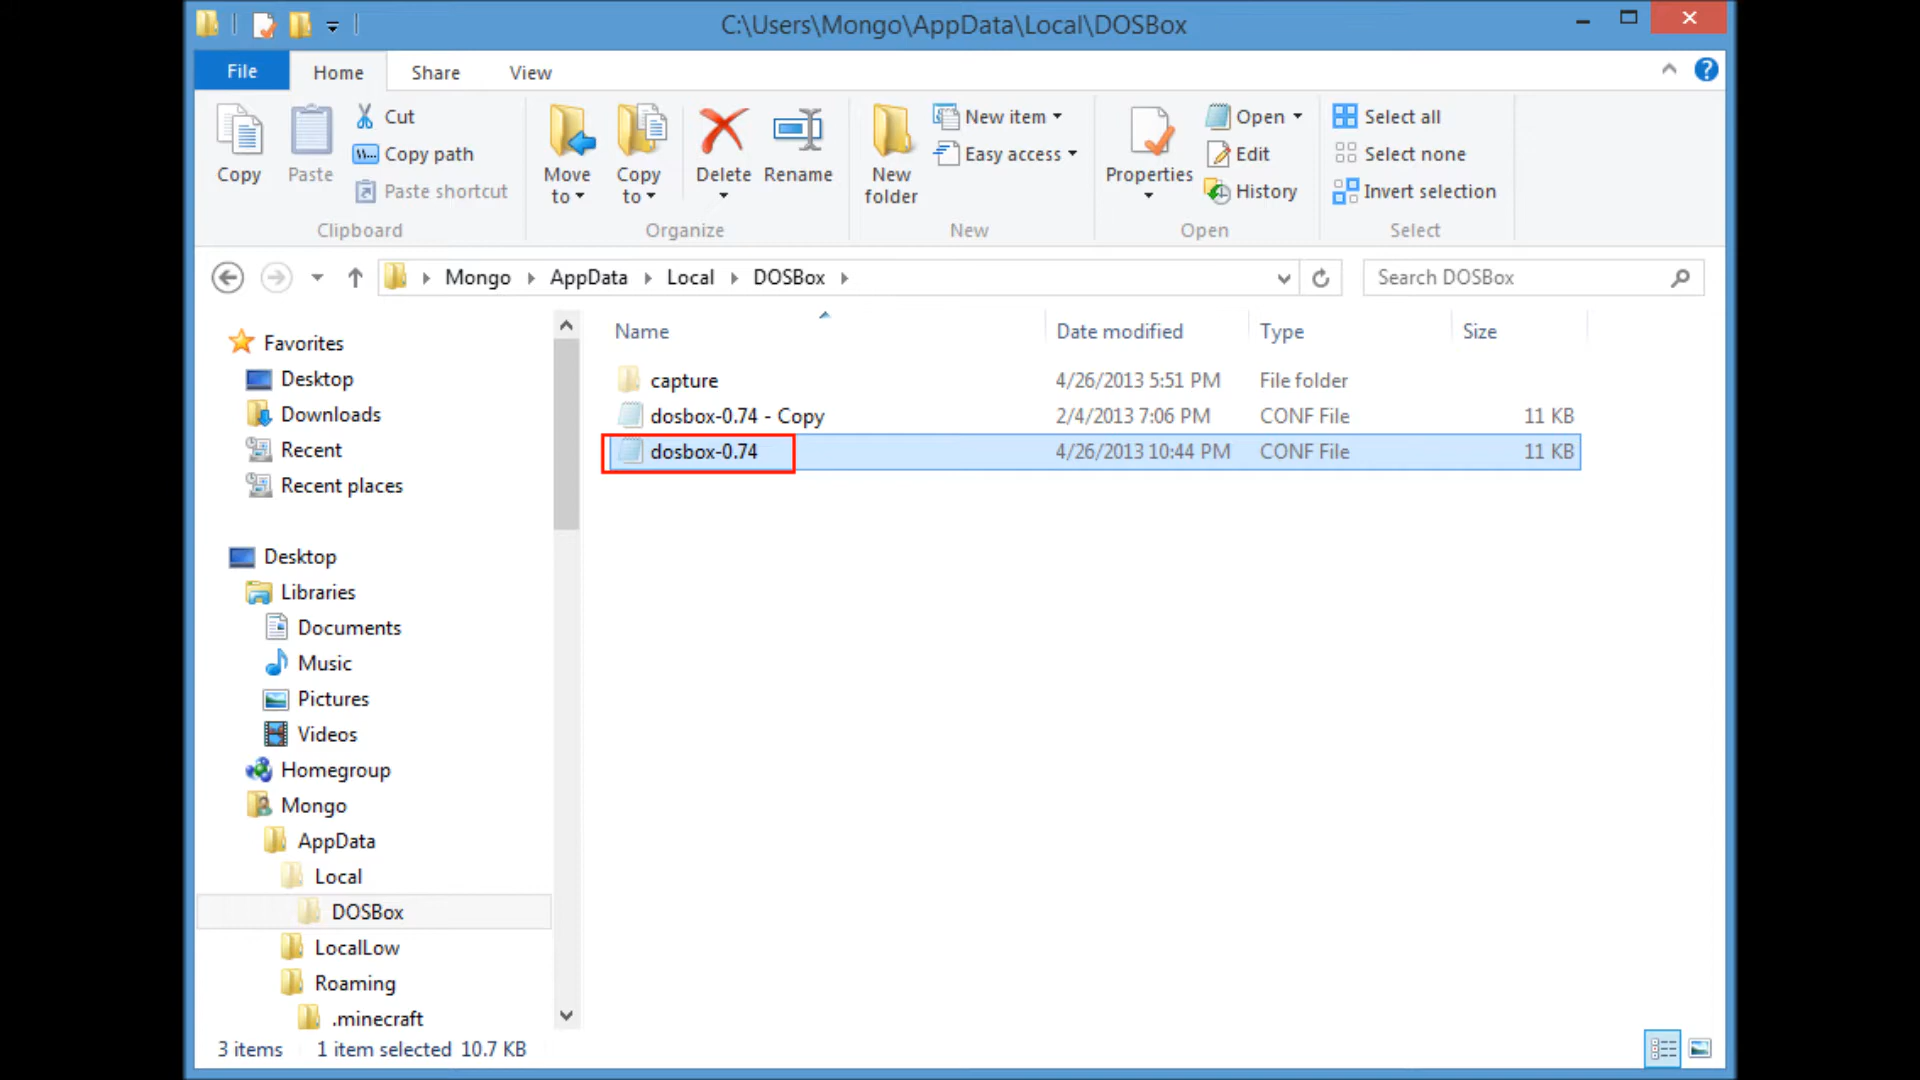 C:\Users\Mongo\AppData\Local\DOSBox
File Home Share View
Copy
Paste
Cut
Copy path
Paste shortcut
Clipboard
Move to
Copy to
Delete
Rename
Organize
New folder
New item
Easy access
New
Properties
Open
Edit
History
Open
Select all
Select none
Invert selection
Select
Mongo AppData Local DOSBox
Search DOSBox
Favorites
Desktop
Downloads
Recent
Recent places
Desktop
Libraries
Documents
Music
Pictures
Videos
Homegroup
Mongo
AppData
Local
DOSBox
LocalLow
Roaming
.minecraft
Name Date modified Type Size
capture 4/26/2013 5:51 PM File folder
dosbox-0.74 - Copy 2/4/2013 7:06 PM CONF File 11 KB
dosbox-0.74 4/26/2013 10:44 PM CONF File 11 KB
3 items 1 item selected 10.7 KB